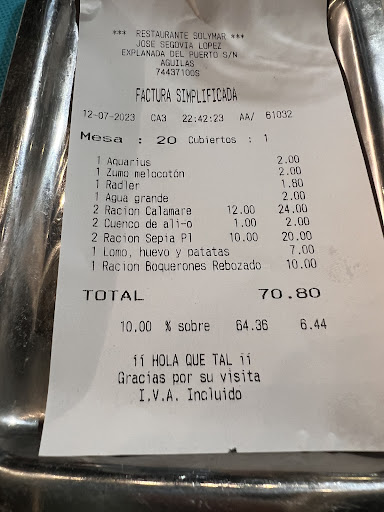 *** RESTAURANTE SOLYMAR ***
JOSE SEGOVIA LOPEZ
EXPLANADA DEL PUERTO S/N
AGUILAS
74437100S
FACTURA SIMPLIFICADA
12-07-2023 CA3 22:42:23 AA/ 61032
Mesa : 20 Cubiertos : 1
1 Aquarius 2.00
1 Zumo melocotón 2.00
1 Radler 1.80
1 Agua grande 2.00
2 Racion Calamare 12.00 24.00
2 Cuenco de ali-o 1.00 2.00
2 Racion Sepia Pl 10.00 20.00
1 Lomo, huevo y patatas 7.00
1 Racion Boquerones Rebozado 10.00
TOTAL 70.80
10.00 % sobre 64.36 6.44
¡¡ HOLA QUE TAL ¡¡
Gracias por su visita
I.V.A. Incluido